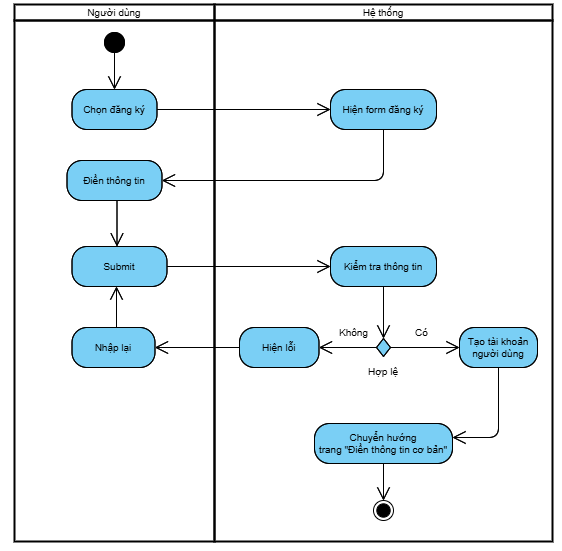 Người dùng
Hệ thống
Chọn đăng ký
Hiện form đăng ký
Điền thông tin
Submit
Kiểm tra thông tin
Không
Có
Nhập lại
Hiện lỗi
Tạo tài khoản
người dùng
Hợp lệ
Chuyển hướng
trang "Điền thông tin cơ bản"